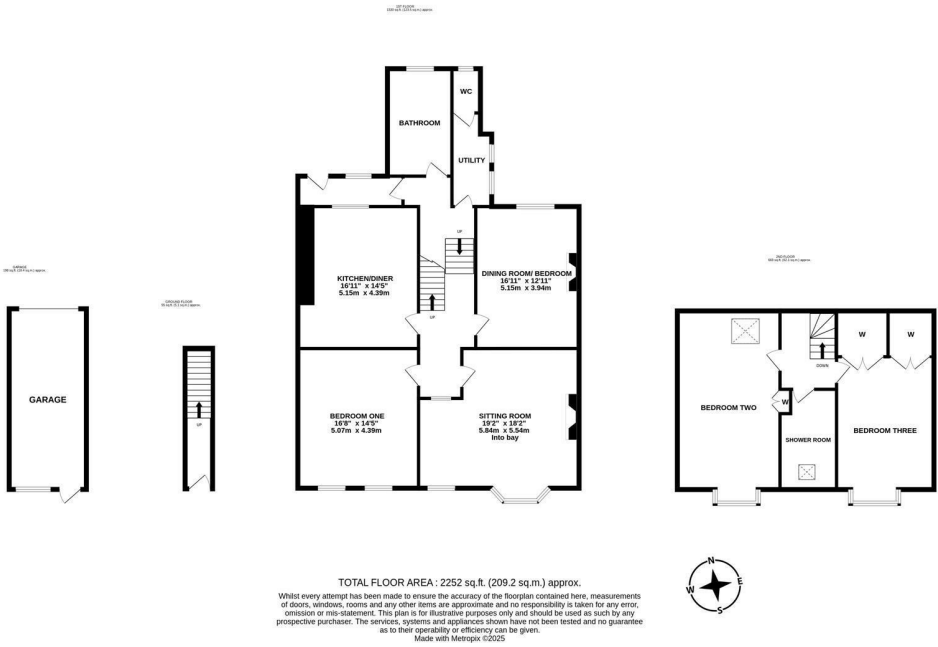 1ST FLOOR
BATHROOM
WC
UTILITY
UP
KITCHEN/DINER
16'11" x 14'5"
5.15m x 4.39m
DINING ROOM/ BEDROOM
16'11" x 12'11"
5.15m x 3.94m
UP
BEDROOM ONE
16'8" x 14'5"
5.07m x 4.39m
SITTING ROOM
19'2" x 18'2"
5.84m x 5.54m
Into bay
GARAGE
GARAGE
GROUND FLOOR
UP
2ND FLOOR
W
W
DOWN
BEDROOM TWO
W
SHOWER ROOM
BEDROOM THREE
N
E
S
W
TOTAL FLOOR AREA : 2252 sq.ft. (209.2 sq.m.) approx.
Whilst every attempt has been made to ensure the accuracy of the floorplan contained here, measurements
of doors, windows, rooms and any other items are approximate and no responsibility is taken for any error,
omission or mis-statement. This plan is for illustrative purposes only and should be used as such by any
prospective purchaser. The services, systems and appliances shown have not been tested and no guarantee
as to their operability or efficiency can be given.
Made with Metropix ©2025